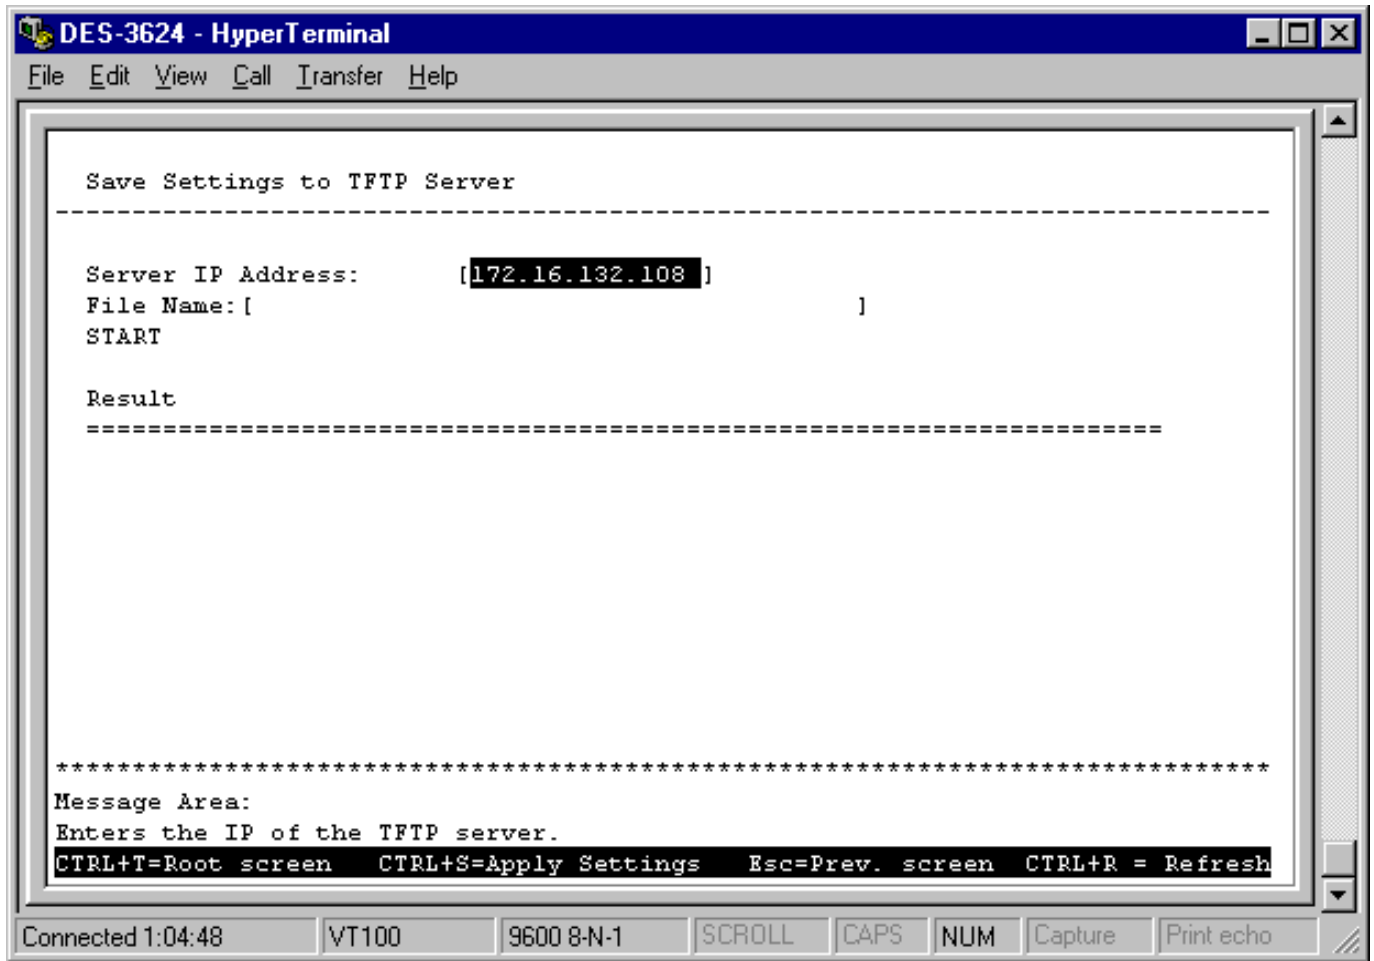 DES-3624 - HyperTerminal
File Edit View Call Transfer Help
Save Settings to TFTP Server
-------------------------------------------------------------------------------
Server IP Address: [172.16.132.108 ]
File Name:[ ]
START
Result
======================================================================
*******************************************************************************
Message Area:
Enters the IP of the TFTP server.
CTRL+T=Root screen CTRL+S=Apply Settings Esc=Prev. screen CTRL+R = Refresh
Connected 1:04:48 VT100 9600 8-N-1 SCROLL CAPS NUM Capture Print echo